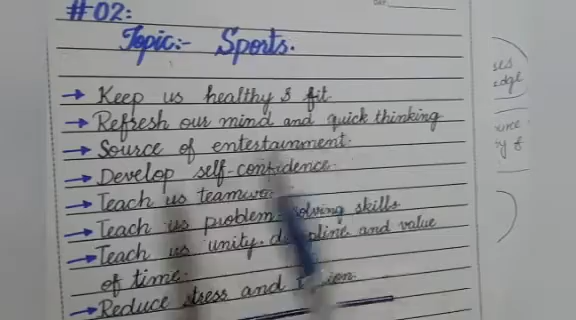 #02:
Topic:- Sports.
→ Keep us healthy & fit.
→ Refresh our mind and quick thinking
→ Source of entertainment.
→ Develop self-confidence.
→ Teach us
→ Teach us problem-solving skills
→ Teach us unity, and value
of time.
→ Reduce stress and